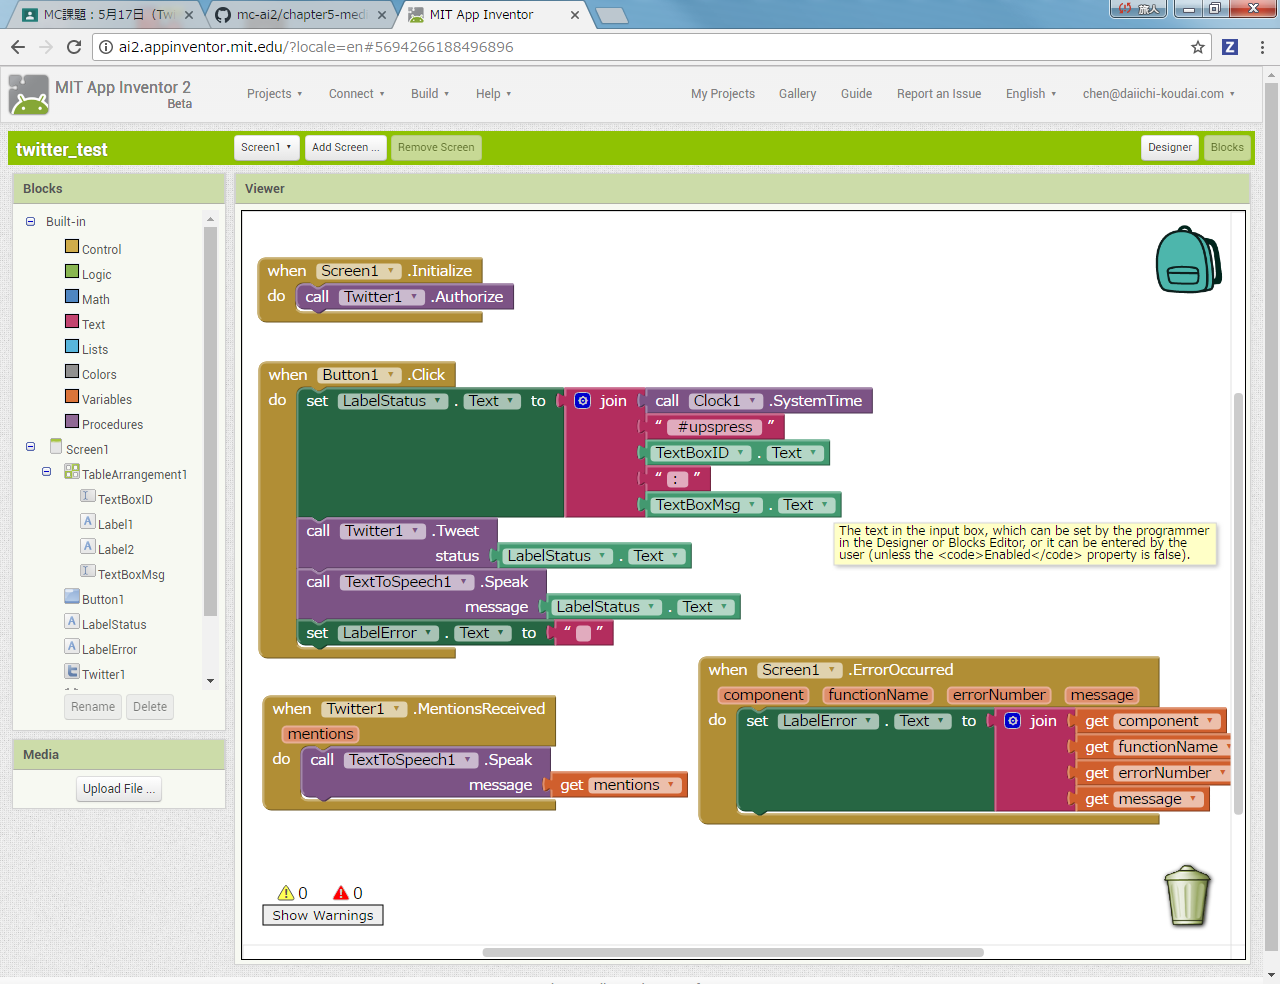 MC課題：5月17日（Twi
mc-ai2/chapter5-medi
MIT App Inventor
旅人
ai2.appinventor.mit.edu/?locale=en#5694266188496896
MIT App Inventor 2
Beta
Projects
Connect
Build
Help
My Projects
Gallery
Guide
Report an Issue
English
chen@daiichi-koudai.com
twitter_test
Screen1
Add Screen ...
Remove Screen
Designer
Blocks
Blocks
Built-in
Control
Logic
Math
Text
Lists
Colors
Variables
Procedures
Screen1
TableArrangement1
TextBoxID
Label1
Label2
TextBoxMsg
Button1
LabelStatus
LabelError
Twitter1
Rename
Delete
Media
Upload File ...
Viewer
when Screen1 .Initialize
do call Twitter1 .Authorize
when Button1 .Click
do set LabelStatus . Text to join call Clock1 .SystemTime
“ #upspress ”
TextBoxID . Text
“ : ”
TextBoxMsg . Text
call Twitter1 .Tweet
status LabelStatus . Text
call TextToSpeech1 .Speak
message LabelStatus . Text
set LabelError . Text to “ ”
The text in the input box, which can be set by the programmer
in the Designer or Blocks Editor, or it can be entered by the
user (unless the <code>Enabled</code> property is false).
when Twitter1 .MentionsReceived
mentions
do call TextToSpeech1 .Speak
message get mentions
when Screen1 .ErrorOccurred
component functionName errorNumber message
do set LabelError . Text to join get component
get functionName
get errorNumber
get message
0 0
Show Warnings